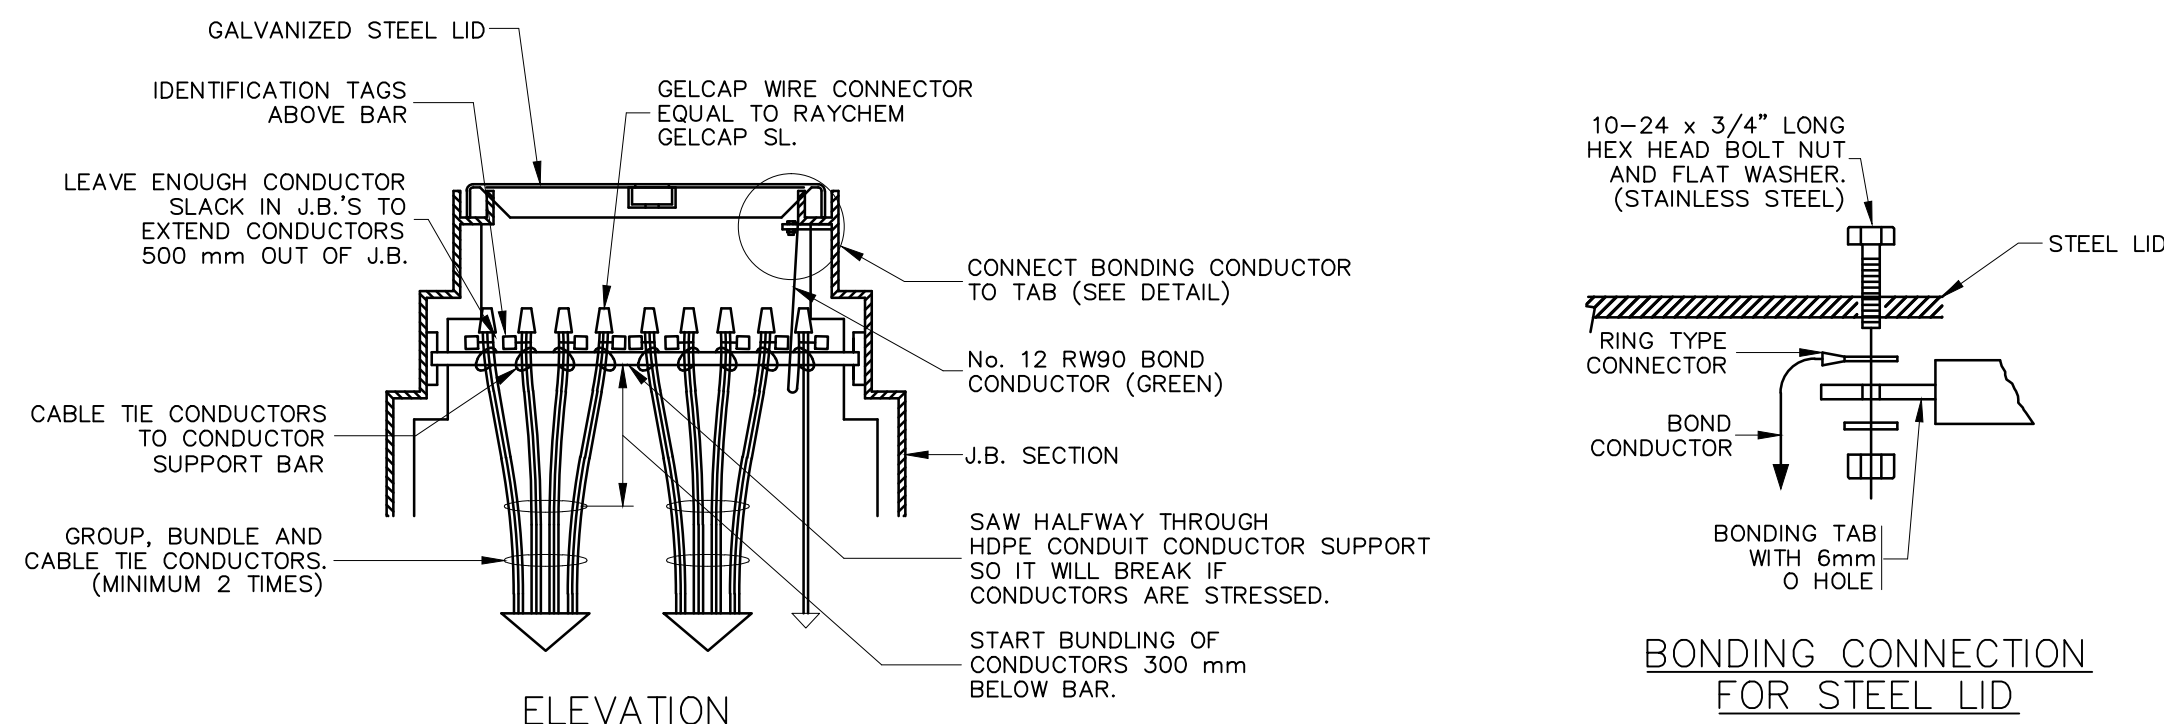 GALVANIZED STEEL LID
IDENTIFICATION TAGS
ABOVE BAR
LEAVE ENOUGH CONDUCTOR
SLACK IN J.B.'S TO
EXTEND CONDUCTORS
500 mm OUT OF J.B.
CABLE TIE CONDUCTORS
TO CONDUCTOR
SUPPORT BAR
GROUP, BUNDLE AND
CABLE TIE CONDUCTORS.
(MINIMUM 2 TIMES)
GELCAP WIRE CONNECTOR
EQUAL TO RAYCHEM
GELCAP SL.
CONNECT BONDING CONDUCTOR
TO TAB (SEE DETAIL)
No. 12 RW90 BOND
CONDUCTOR (GREEN)
J.B. SECTION
SAW HALFWAY THROUGH
HDPE CONDUIT CONDUCTOR SUPPORT
SO IT WILL BREAK IF
CONDUCTORS ARE STRESSED.
START BUNDLING OF
CONDUCTORS 300 mm
BELOW BAR.
ELEVATION
10-24 x 3/4" LONG
HEX HEAD BOLT NUT
AND FLAT WASHER.
(STAINLESS STEEL)
STEEL LID
RING TYPE
CONNECTOR
BOND
CONDUCTOR
BONDING TAB
WITH 6mm
O HOLE
BONDING CONNECTION
FOR STEEL LID